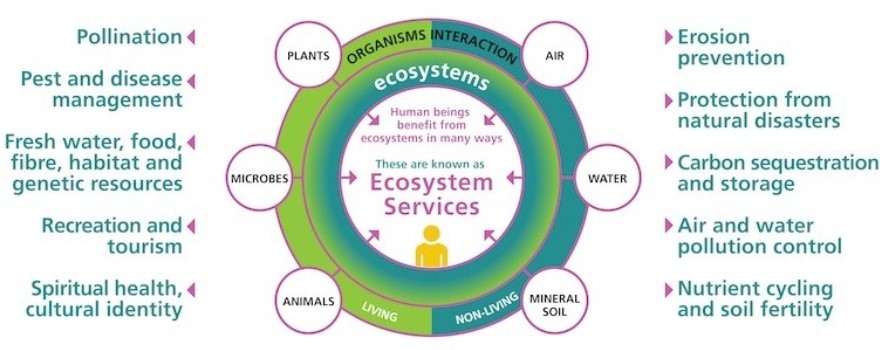 Pollination
Pest and disease
management
Fresh water, food,
fibre, habitat and
genetic resources
Recreation and
tourism
Spiritual health,
cultural identity
PLANTS
MICROBES
ANIMALS
ORGANISMS INTERACTION
ecosystems
Human beings
benefit from
ecosystems in many ways
These are known as
Ecosystem
Services
LIVING
NON-LIVING
AIR
WATER
MINERAL
SOIL
Erosion
prevention
Protection from
natural disasters
Carbon sequestration
and storage
Air and water
pollution control
Nutrient cycling
and soil fertility